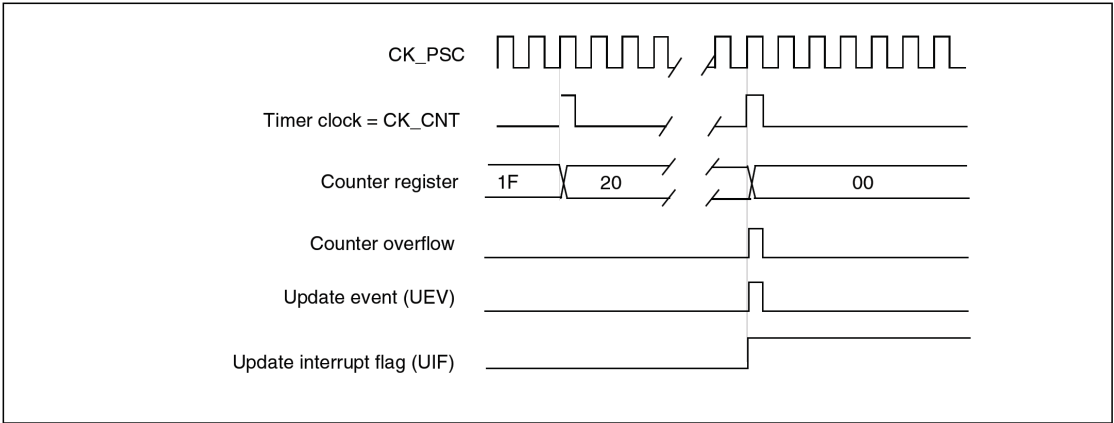 CK_PSC
Timer clock = CK_CNT
Counter register 1F 20 00
Counter overflow
Update event (UEV)
Update interrupt flag (UIF)